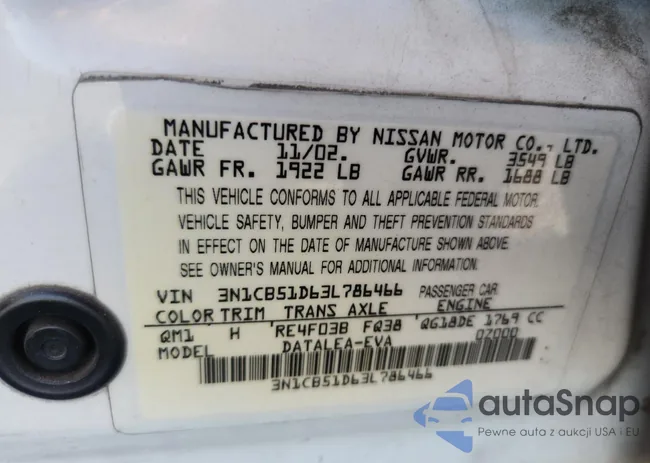 MANUFACTURED BY NISSAN MOTOR CO., LTD.
DATE 11/02. GVWR. 3549 LB
GAWR FR. 1922 LB GAWR RR. 1688 LB
THIS VEHICLE CONFORMS TO ALL APPLICABLE FEDERAL MOTOR
VEHICLE SAFETY, BUMPER AND THEFT PREVENTION STANDARDS
IN EFFECT ON THE DATE OF MANUFACTURE SHOWN ABOVE.
SEE OWNER'S MANUAL FOR ADDITIONAL INFORMATION.
VIN 3N1CB51D63L786466 PASSENGER CAR
COLOR TRIM TRANS AXLE ENGINE
QM1 H RE4F03B FQ38 QG18DE 1769 CC
MODEL DATALEA-EVA 07000
3N1CB51D63L786466
autoSnap
Pewne auta z aukcji USA i EU